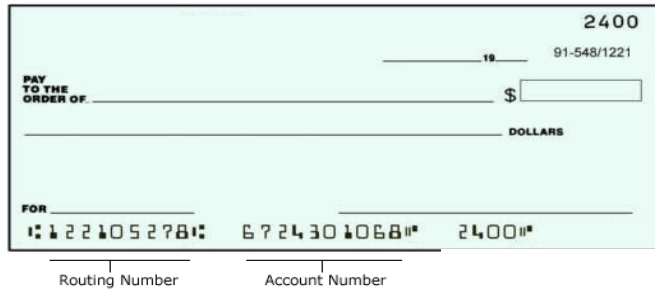 2400
19 91-548/1221
PAY
TO THE
ORDER OF $
DOLLARS
FOR
⑆122105278⑆ 6724301068⑈ 2400⑈
Routing Number Account Number